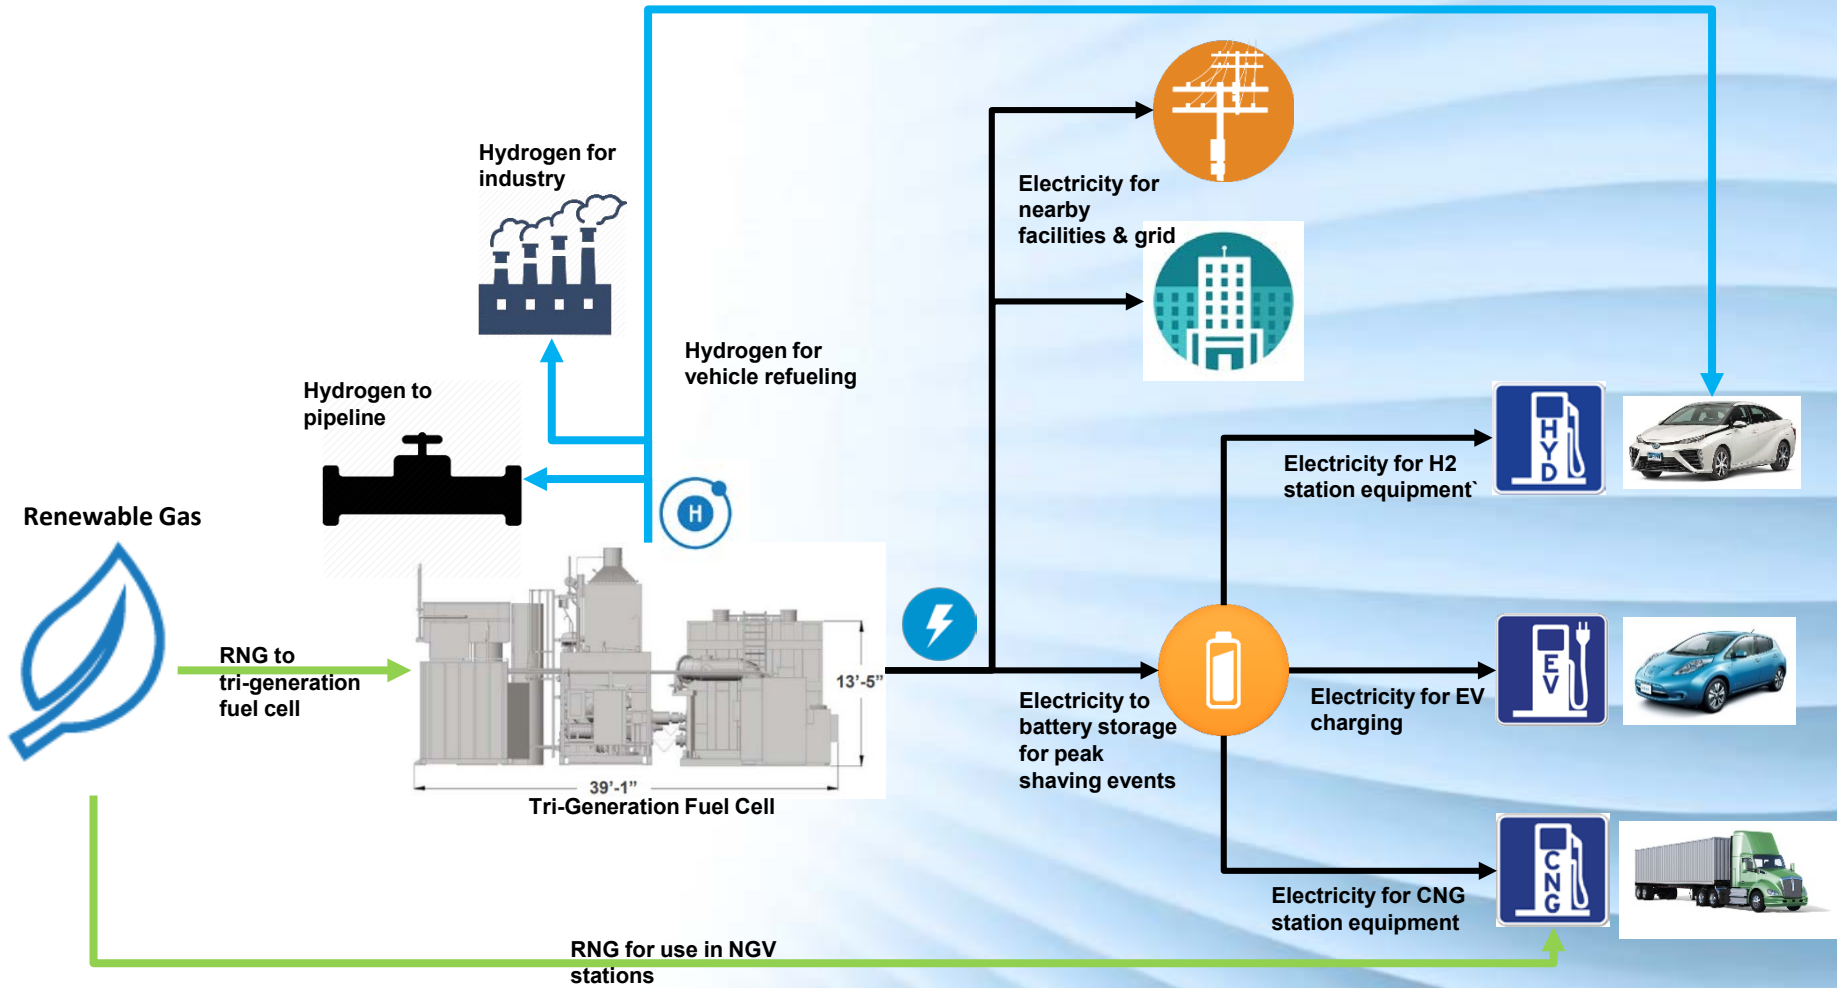 Hydrogen for
industry
Electricity for
nearby
facilities & grid
Hydrogen for
vehicle refueling
Hydrogen to
pipeline
HYD
Electricity for H2
station equipment`
H
Renewable Gas
RNG to
tri-generation
fuel cell
13’-5”
39’-1”
Tri-Generation Fuel Cell
Electricity to
battery storage
for peak
shaving events
EV
Electricity for EV
charging
CNG
Electricity for CNG
station equipment
RNG for use in NGV
stations